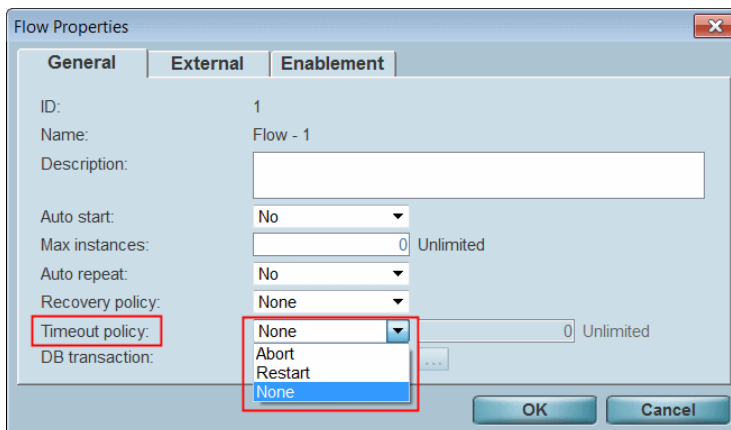 Flow Properties
General External Enablement
ID: 1
Name: Flow - 1
Description:
Auto start: No
Max instances: 0 Unlimited
Auto repeat: No
Recovery policy: None
Timeout policy: None 0 Unlimited
Abort
DB transaction: ...
Restart
None
OK Cancel